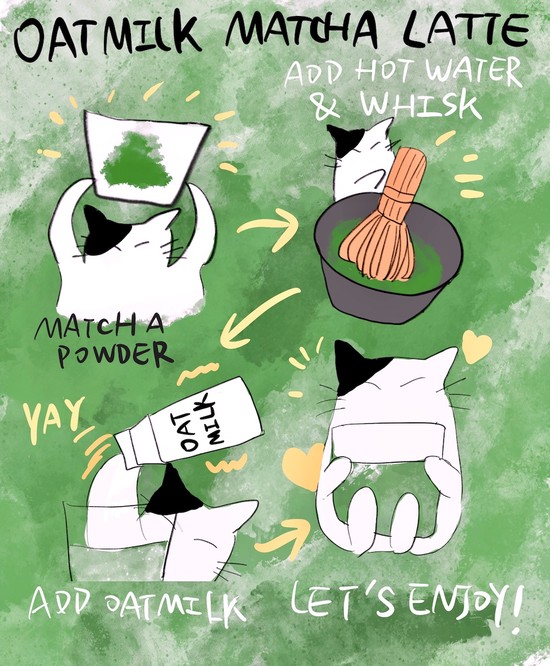 OATMILK MATCHA LATTE
ADD HOT WATER
& WHISK
MATCHA
POWDER
YAY
OAT
MILK
ADD OATMILK
LET'S ENJOY!